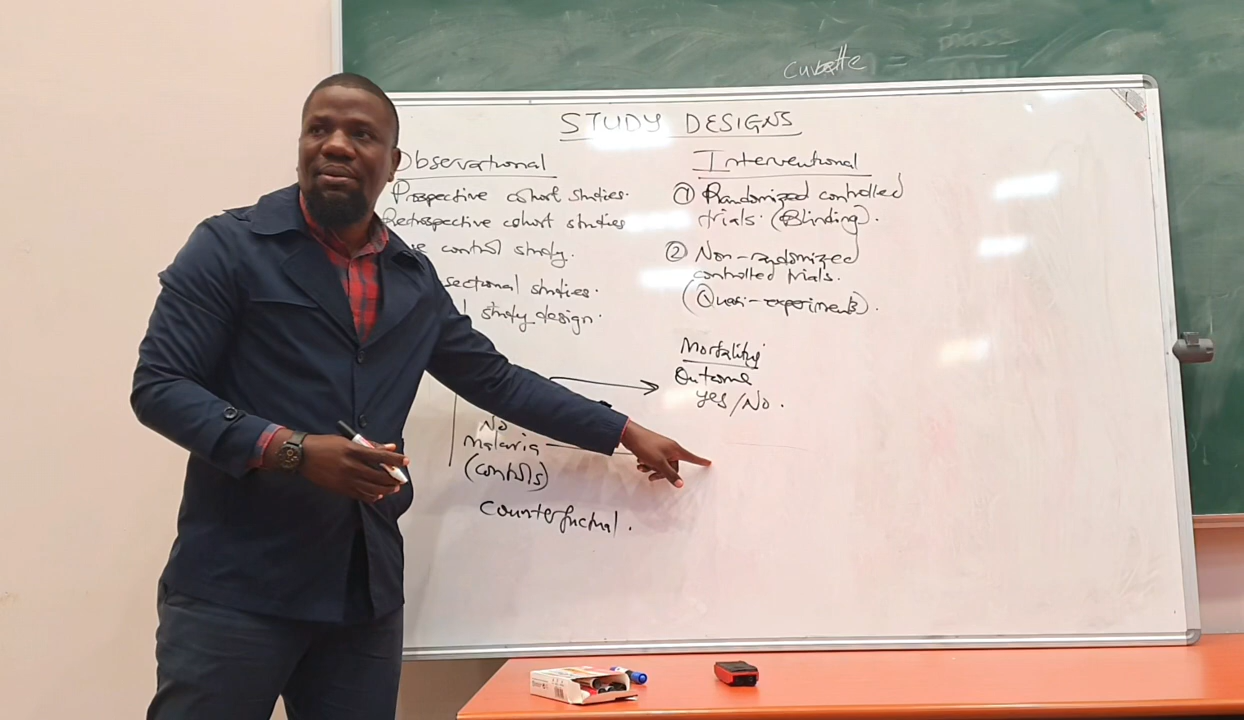 cuvette = mass
STUDY DESIGNS
Observational
Prospective cohort studies.
Retrospective cohort studies
control study.
sectional studies.
study design.
Interventional
① Randomized controlled
trials. (Blinding).
② Non-randomized
controlled trials.
(Quasi-experiments).
Mortality
Outcome
yes/No.
No
malaria
(controls)
Counterfactual.